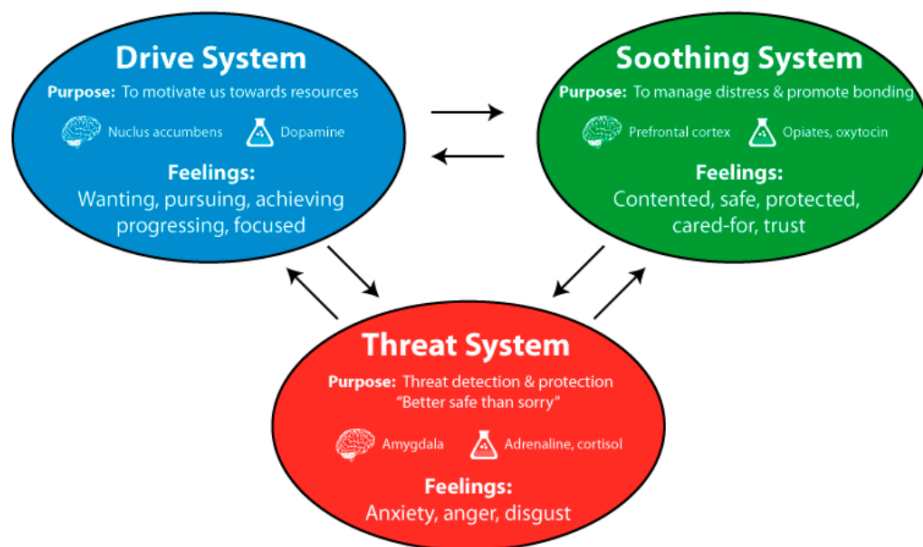 Drive System
Purpose: To motivate us towards resources
Nuclus accumbens
Dopamine
Feelings:
Wanting, pursuing, achieving
progressing, focused
Soothing System
Purpose: To manage distress & promote bonding
Prefrontal cortex
Opiates, oxytocin
Feelings:
Contented, safe, protected,
cared-for, trust
Threat System
Purpose: Threat detection & protection
“Better safe than sorry”
Amygdala
Adrenaline, cortisol
Feelings:
Anxiety, anger, disgust